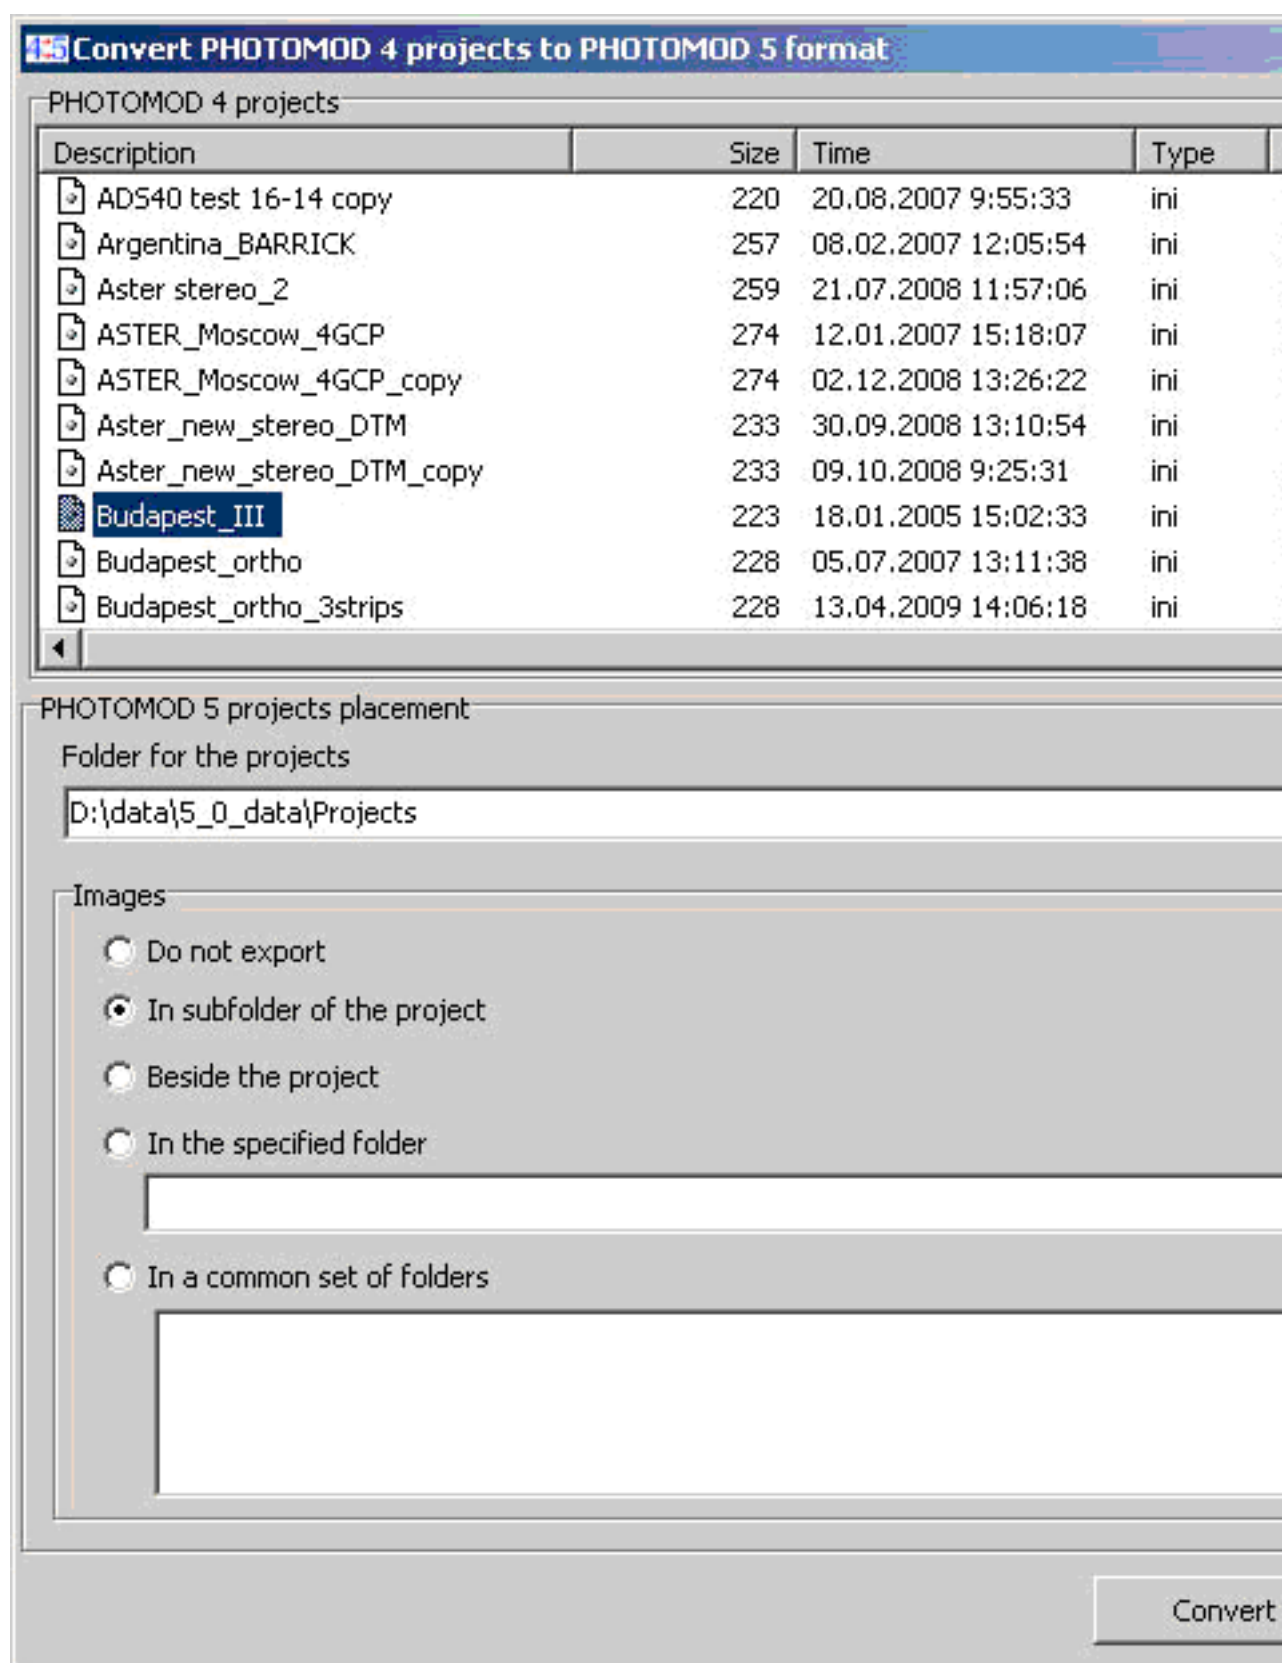 4:5 Convert PHOTOMOD 4 projects to PHOTOMOD 5 format
PHOTOMOD 4 projects
Description Size Time Type
ADS40 test 16-14 copy 220 20.08.2007 9:55:33 ini
Argentina_BARRICK 257 08.02.2007 12:05:54 ini
Aster stereo_2 259 21.07.2008 11:57:06 ini
ASTER_Moscow_4GCP 274 12.01.2007 15:18:07 ini
ASTER_Moscow_4GCP_copy 274 02.12.2008 13:26:22 ini
Aster_new_stereo_DTM 233 30.09.2008 13:10:54 ini
Aster_new_stereo_DTM_copy 233 09.10.2008 9:25:31 ini
Budapest_III 223 18.01.2005 15:02:33 ini
Budapest_ortho 228 05.07.2007 13:11:38 ini
Budapest_ortho_3strips 228 13.04.2009 14:06:18 ini
PHOTOMOD 5 projects placement
Folder for the projects
D:\data\5_0_data\Projects
Images
Do not export
In subfolder of the project
Beside the project
In the specified folder
In a common set of folders
Convert